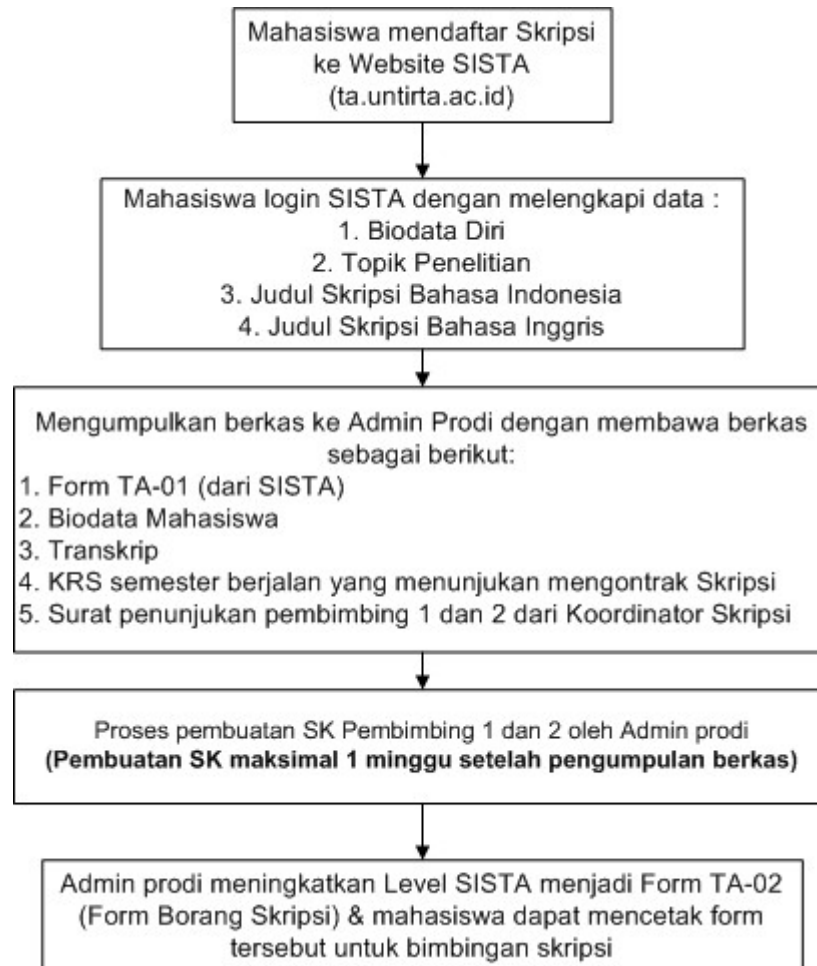 Mahasiswa mendaftar Skripsi
ke Website SISTA
(ta.untirta.ac.id)
Mahasiswa login SISTA dengan melengkapi data :
1. Biodata Diri
2. Topik Penelitian
3. Judul Skripsi Bahasa Indonesia
4. Judul Skripsi Bahasa Inggris
Mengumpulkan berkas ke Admin Prodi dengan membawa berkas
sebagai berikut:
1. Form TA-01 (dari SISTA)
2. Biodata Mahasiswa
3. Transkrip
4. KRS semester berjalan yang menunjukan mengontrak Skripsi
5. Surat penunjukan pembimbing 1 dan 2 dari Koordinator Skripsi
Proses pembuatan SK Pembimbing 1 dan 2 oleh Admin prodi
(Pembuatan SK maksimal 1 minggu setelah pengumpulan berkas)
Admin prodi meningkatkan Level SISTA menjadi Form TA-02
(Form Borang Skripsi) & mahasiswa dapat mencetak form
tersebut untuk bimbingan skripsi